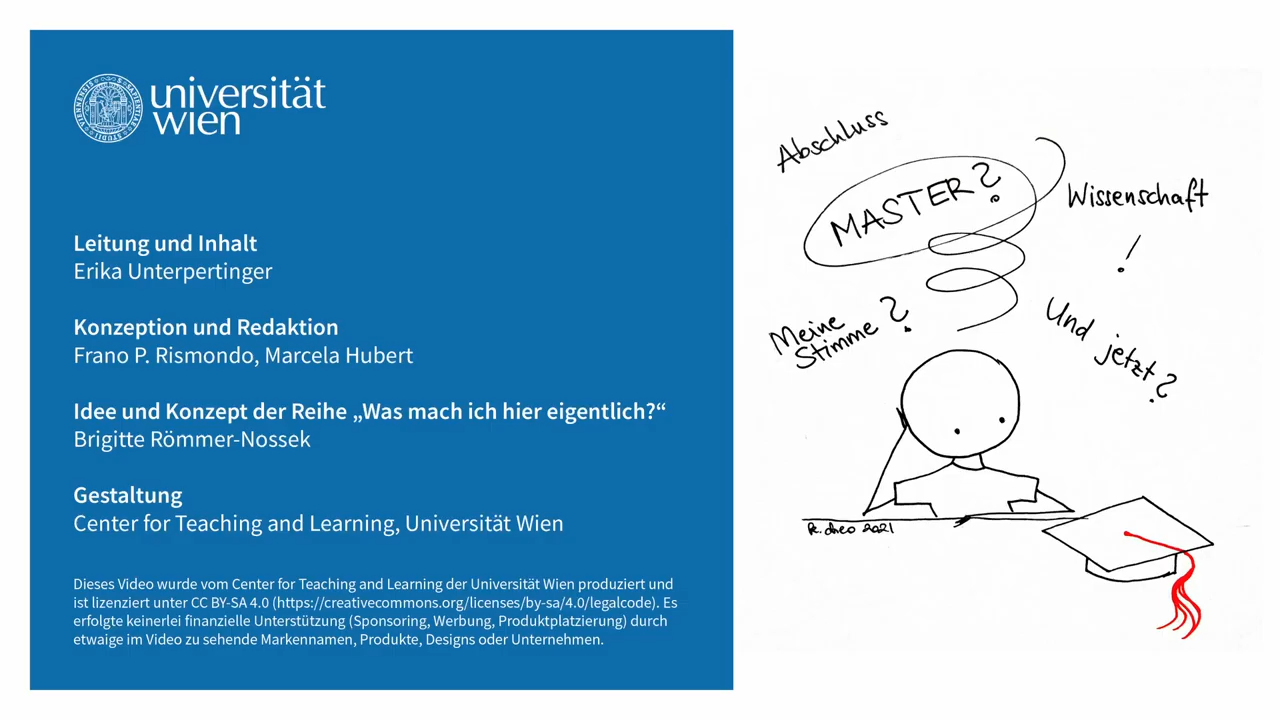 universität
wien
Leitung und Inhalt
Erika Unterpertinger
Konzeption und Redaktion
Frano P. Rismondo, Marcela Hubert
Idee und Konzept der Reihe „Was mach ich hier eigentlich?“
Brigitte Römmer-Nossek
Gestaltung
Center for Teaching and Learning, Universität Wien
Dieses Video wurde vom Center for Teaching and Learning der Universität Wien produziert und
ist lizenziert unter CC BY-SA 4.0 (https://creativecommons.org/licenses/by-sa/4.0/legalcode). Es
erfolgte keinerlei finanzielle Unterstützung (Sponsoring, Werbung, Produktplatzierung) durch
etwaige im Video zu sehende Markennamen, Produkte, Designs oder Unternehmen.
Abschluss
MASTER?
Wissenschaft
!
Meine
Stimme?
Und jetzt?
2021